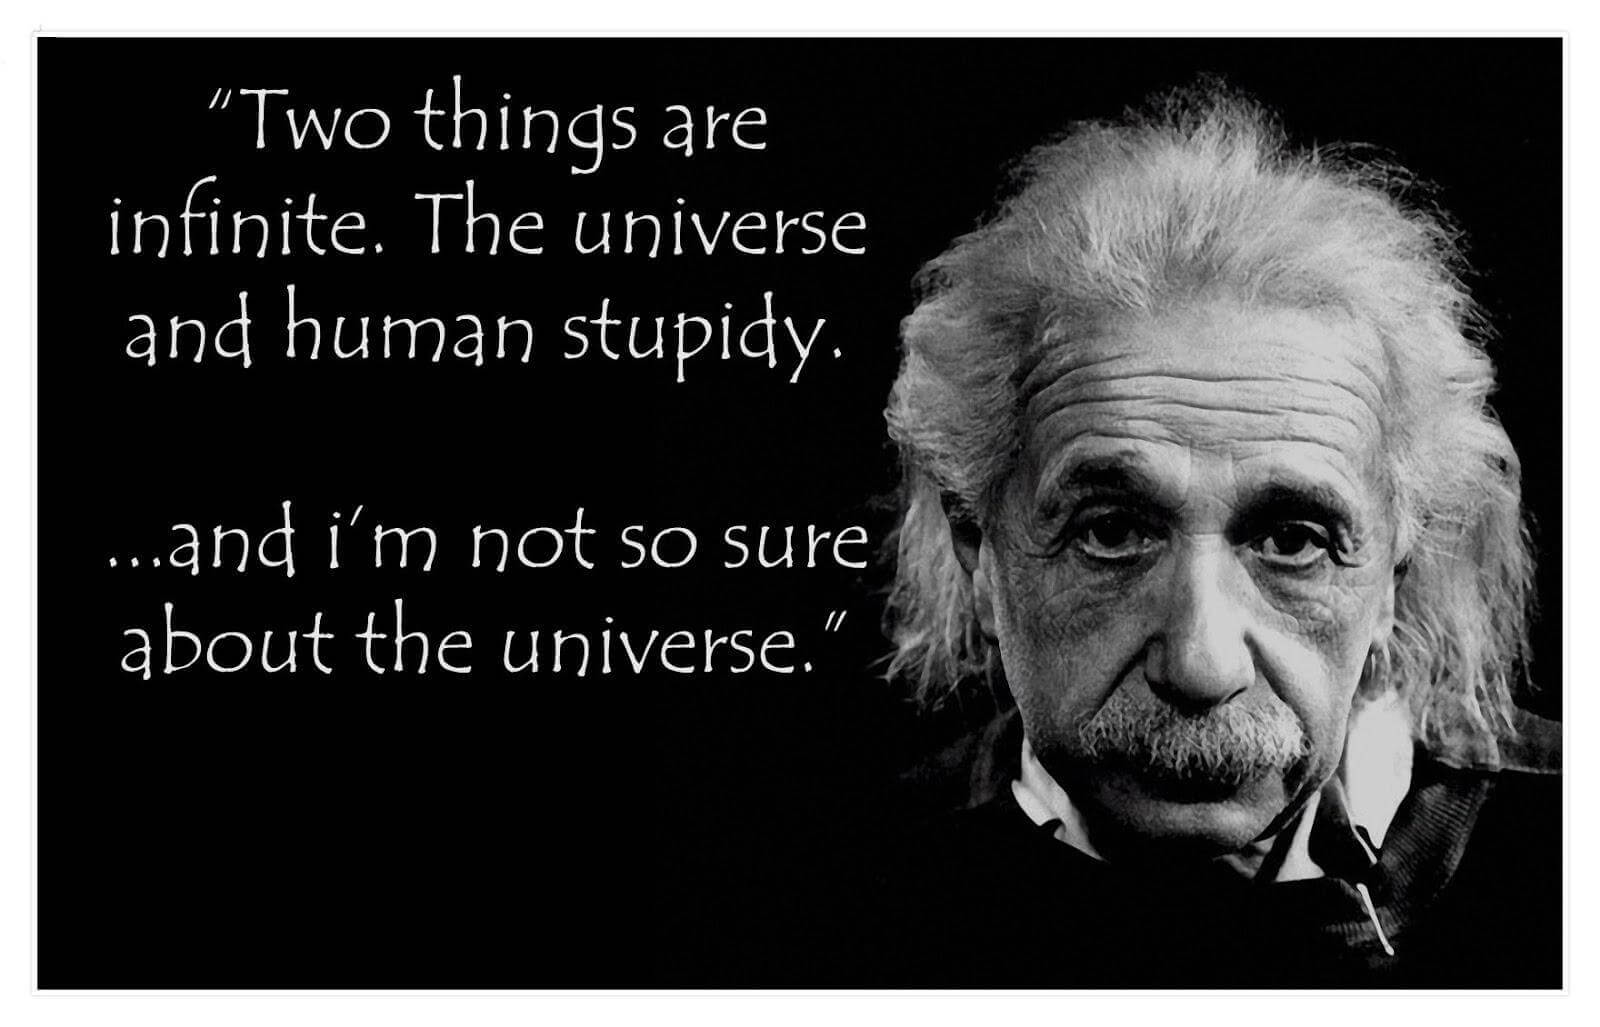 “Two things are
infinite. The universe
and human stupidy.
...and i’m not so sure
about the universe.”